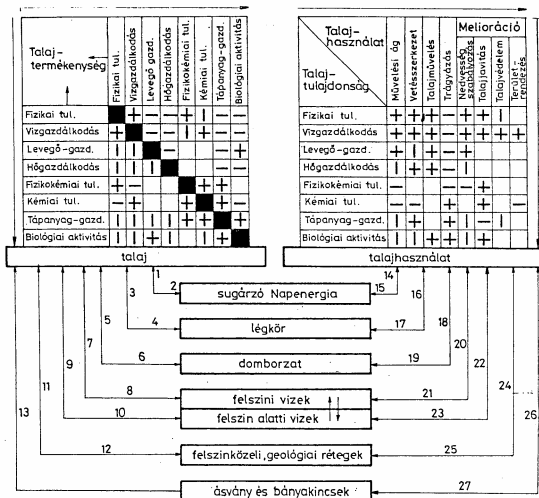 Talaj-
termékenység
Fizikai tul.
Vízgazdálkodás
Levegő gazd.
Hőgazdálkodás
Fizikokémiai tul.
Kémiai tul.
Tápanyag-gazd.
Biológiai aktivitás
Fizikai tul.
Vízgazdálkodás
Levegő-gazd.
Hőgazdálkodás
Fizikokémiai tul.
Kémiai tul.
Tápanyag-gazd.
Biológiai aktivitás
talaj
Talaj-
használat
Talaj-
tulajdonság
Melioráció
Művelési ág
Vetésszerkezet
Talajművelés
Trágyázás
Nedvesség
szabályozás
Talajjavítás
Talajvédelem
Terület-
rendezés
Fizikai tul.
Vízgazdálkodás
Levegő-gazd.
Hőgazdálkodás
Fizikokémiai tul.
Kémiai tul.
Tápanyag-gazd.
Biológiai aktivitás
talajhasználat
1 14
2 sugárzó Napenergia 15
3 16
4 légkör 17
5 18
6 domborzat 19
7 20
8 felszíni vizek 21
9 22
10 felszín alatti vizek 23
11 24
12 felszínközeli, geológiai rétegek 25
13 26
ásvány és bányakincsek 27